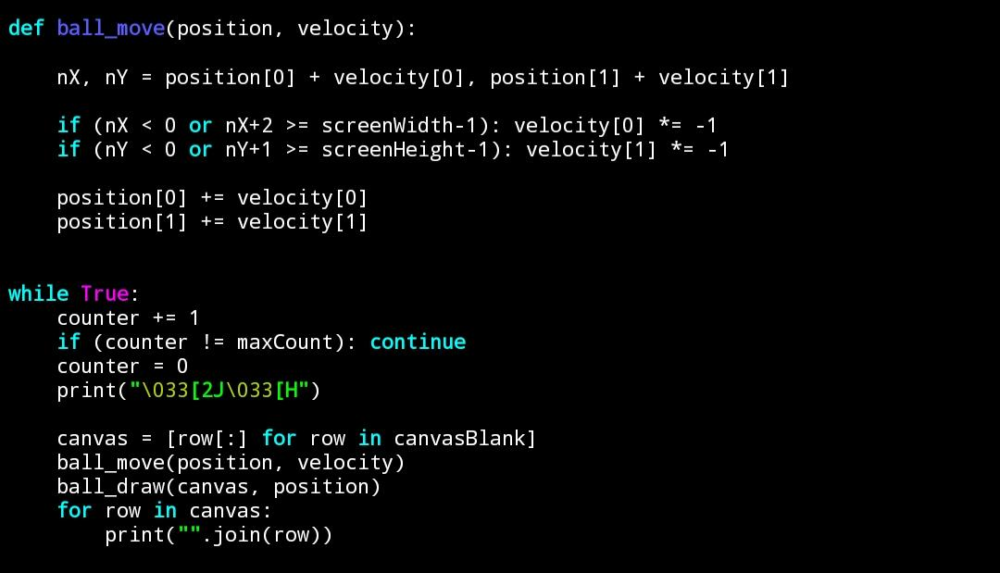 def ball_move(position, velocity):

    nX, nY = position[0] + velocity[0], position[1] + velocity[1]

    if (nX < 0 or nX+2 >= screenWidth-1): velocity[0] *= -1
    if (nY < 0 or nY+1 >= screenHeight-1): velocity[1] *= -1

    position[0] += velocity[0]
    position[1] += velocity[1]


while True:
    counter += 1
    if (counter != maxCount): continue
    counter = 0
    print("\033[2J\033[H")

    canvas = [row[:] for row in canvasBlank]
    ball_move(position, velocity)
    ball_draw(canvas, position)
    for row in canvas:
        print("".join(row))